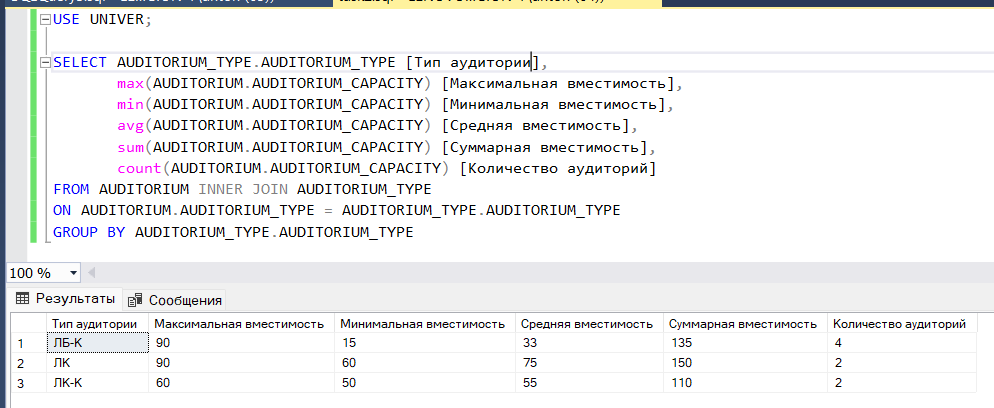 USE UNIVER;
SELECT AUDITORIUM_TYPE.AUDITORIUM_TYPE [Тип аудитории],
max(AUDITORIUM.AUDITORIUM_CAPACITY) [Максимальная вместимость],
min(AUDITORIUM.AUDITORIUM_CAPACITY) [Минимальная вместимость],
avg(AUDITORIUM.AUDITORIUM_CAPACITY) [Средняя вместимость],
sum(AUDITORIUM.AUDITORIUM_CAPACITY) [Суммарная вместимость],
count(AUDITORIUM.AUDITORIUM_CAPACITY) [Количество аудиторий]
FROM AUDITORIUM INNER JOIN AUDITORIUM_TYPE
ON AUDITORIUM.AUDITORIUM_TYPE = AUDITORIUM_TYPE.AUDITORIUM_TYPE
GROUP BY AUDITORIUM_TYPE.AUDITORIUM_TYPE
100 %
Результаты Сообщения
Тип аудитории Максимальная вместимость Минимальная вместимость Средняя вместимость Суммарная вместимость Количество аудиторий
1 ЛБ-К 90 15 33 135 4
2 ЛК 90 60 75 150 2
3 ЛК-К 60 50 55 110 2